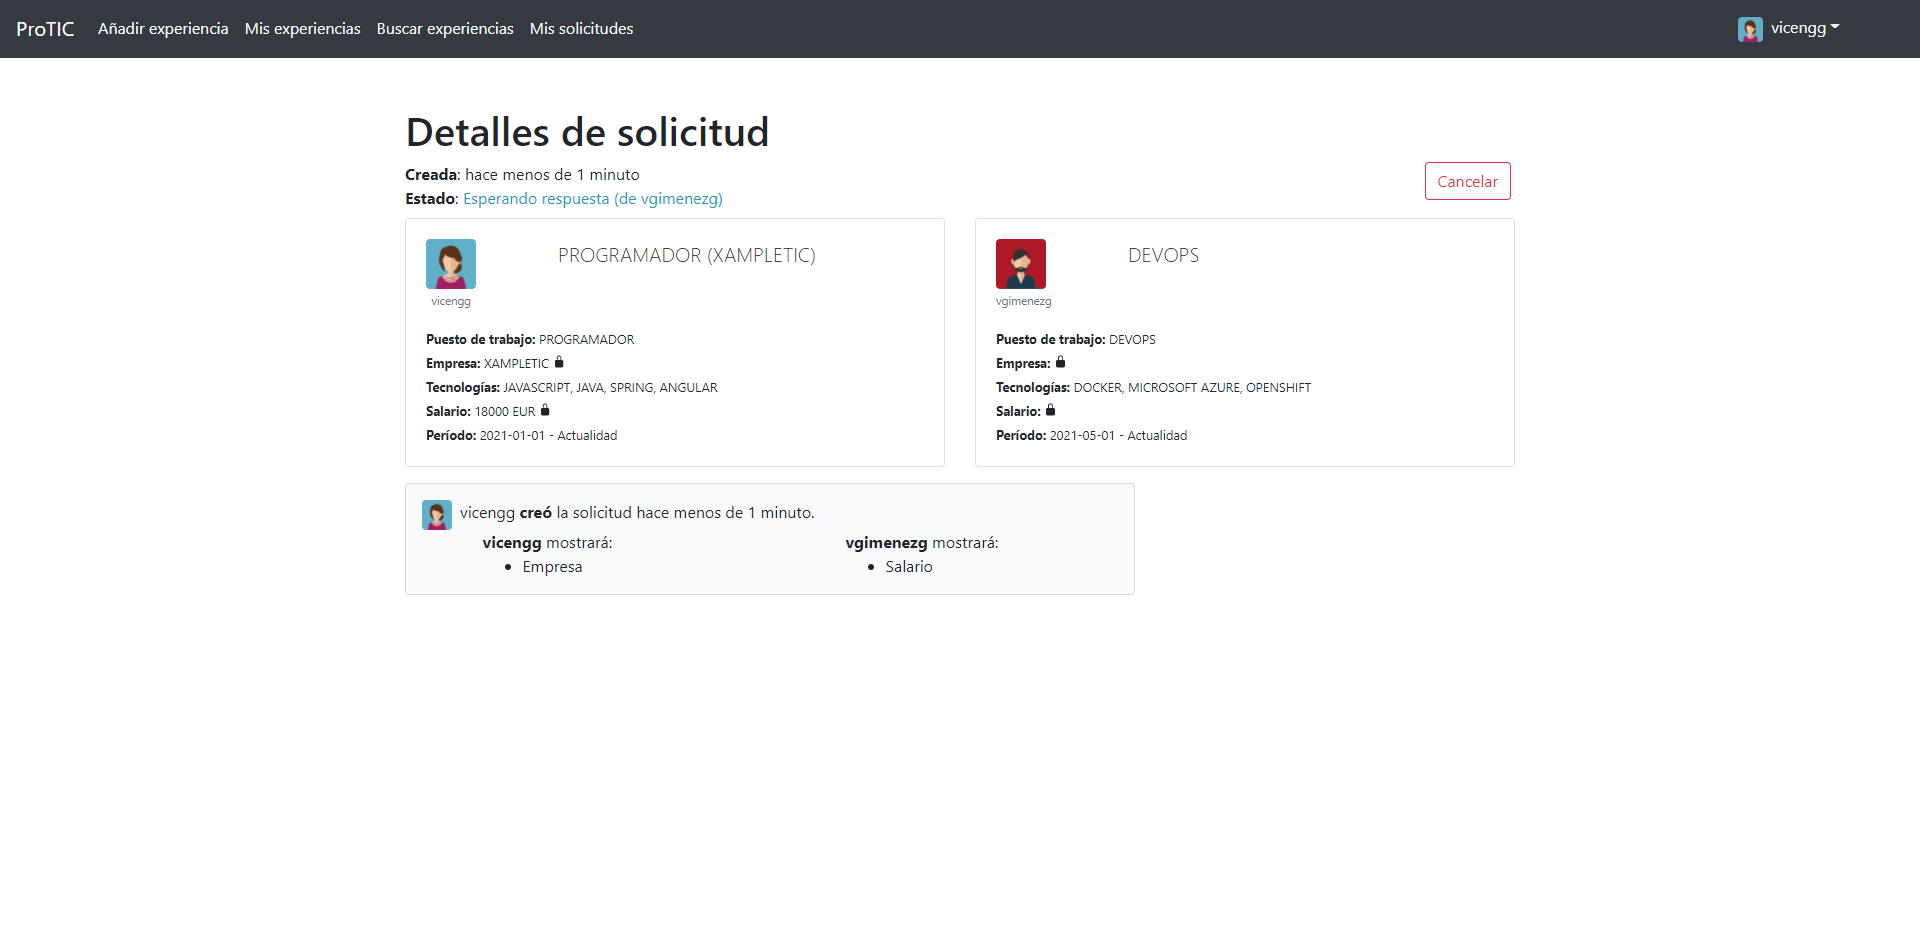 ProTIC Añadir experiencia Mis experiencias Buscar experiencias Mis solicitudes vicengg
Detalles de solicitud
Creada: hace menos de 1 minuto
Cancelar
Estado: Esperando respuesta (de vgimenezg)
PROGRAMADOR (XAMPLETIC)
vicengg
Puesto de trabajo: PROGRAMADOR
Empresa: XAMPLETIC
Tecnologías: JAVASCRIPT, JAVA, SPRING, ANGULAR
Salario: 18000 EUR
Período: 2021-01-01 - Actualidad
DEVOPS
vgimenezg
Puesto de trabajo: DEVOPS
Empresa:
Tecnologías: DOCKER, MICROSOFT AZURE, OPENSHIFT
Salario:
Período: 2021-05-01 - Actualidad
vicengg creó la solicitud hace menos de 1 minuto.
vicengg mostrará:
• Empresa
vgimenezg mostrará:
• Salario